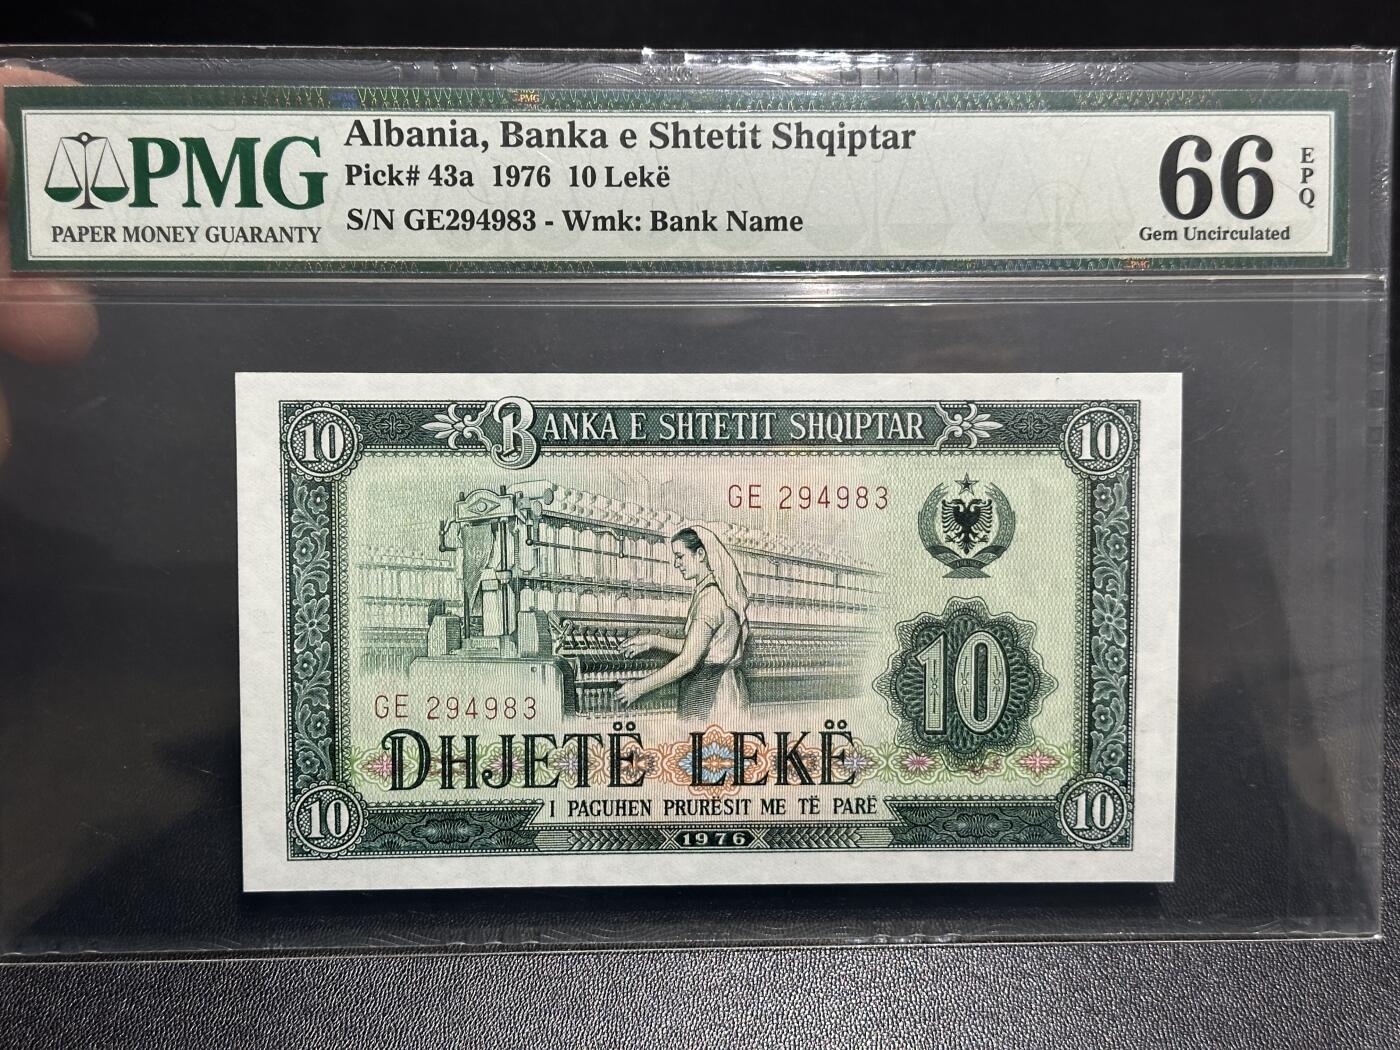 PMG
PAPER MONEY GUARANTY
Albania, Banka e Shtetit Shqiptar
Pick# 43a 1976 10 Lekë
S/N GE294983 - Wmk: Bank Name
66
EPQ
Gem Uncirculated
PMG
PMG
10
BANKA E SHTETIT SHQIPTAR
10
GE 294983
10
GE 294983
DHJETË LEKË
I PAGUHEN PRURËSIT ME TË PARË
10
1976
10